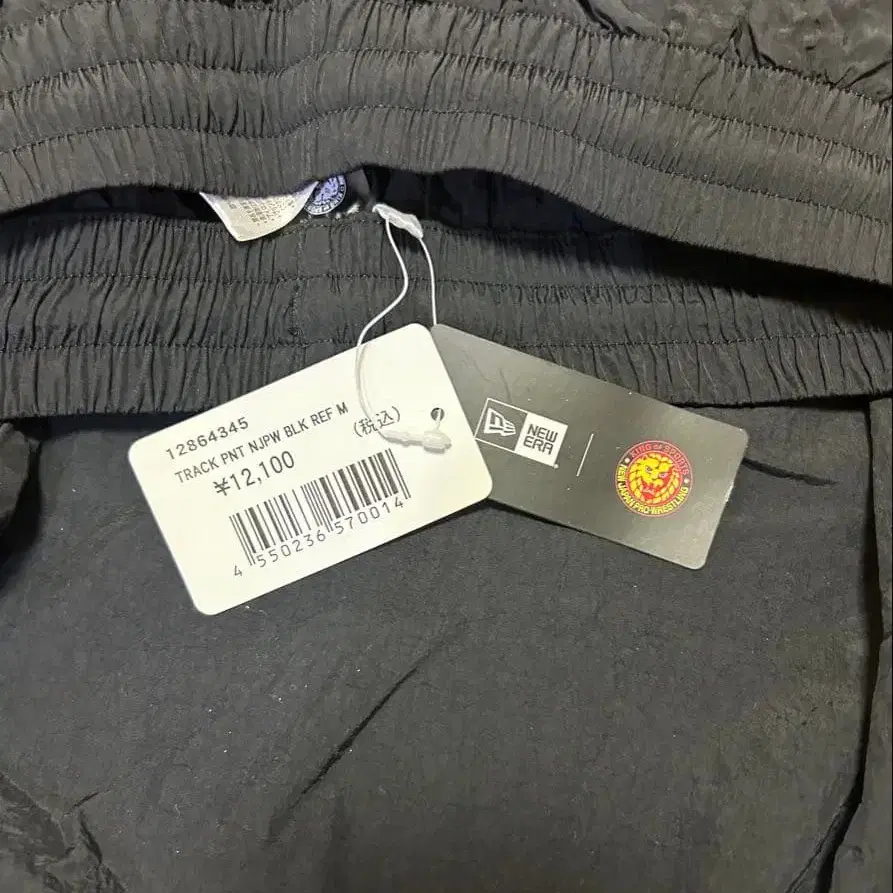 12864345
TRACK PNT NJPW BLK REF M
¥12,100
(税込)
4 550236 570014
NEW
ERA
KING OF SPORTS
NEW JAPAN PRO-WRESTLING